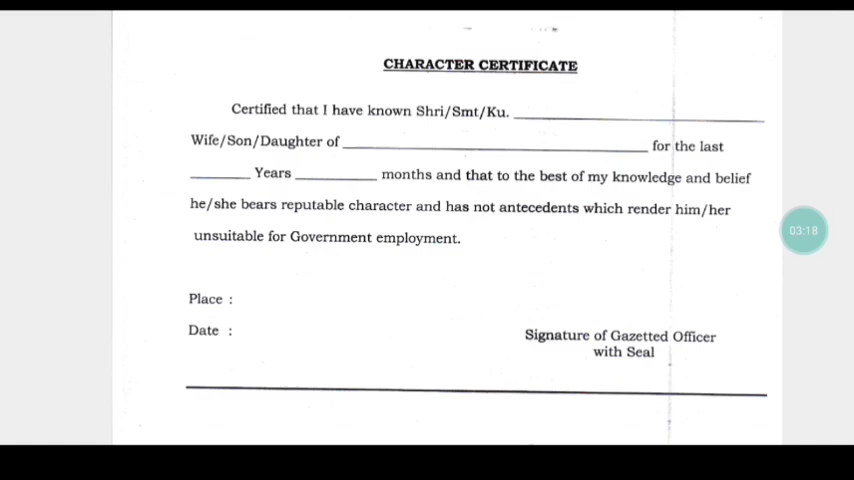 CHARACTER CERTIFICATE
Certified that I have known Shri/Smt/Ku. ____________________
Wife/Son/Daughter of ____________________ for the last
________ Years __________ months and that to the best of my knowledge and belief
he/she bears reputable character and has not antecedents which render him/her
unsuitable for Government employment.
03:18
Place :
Date :
Signature of Gazetted Officer
with Seal